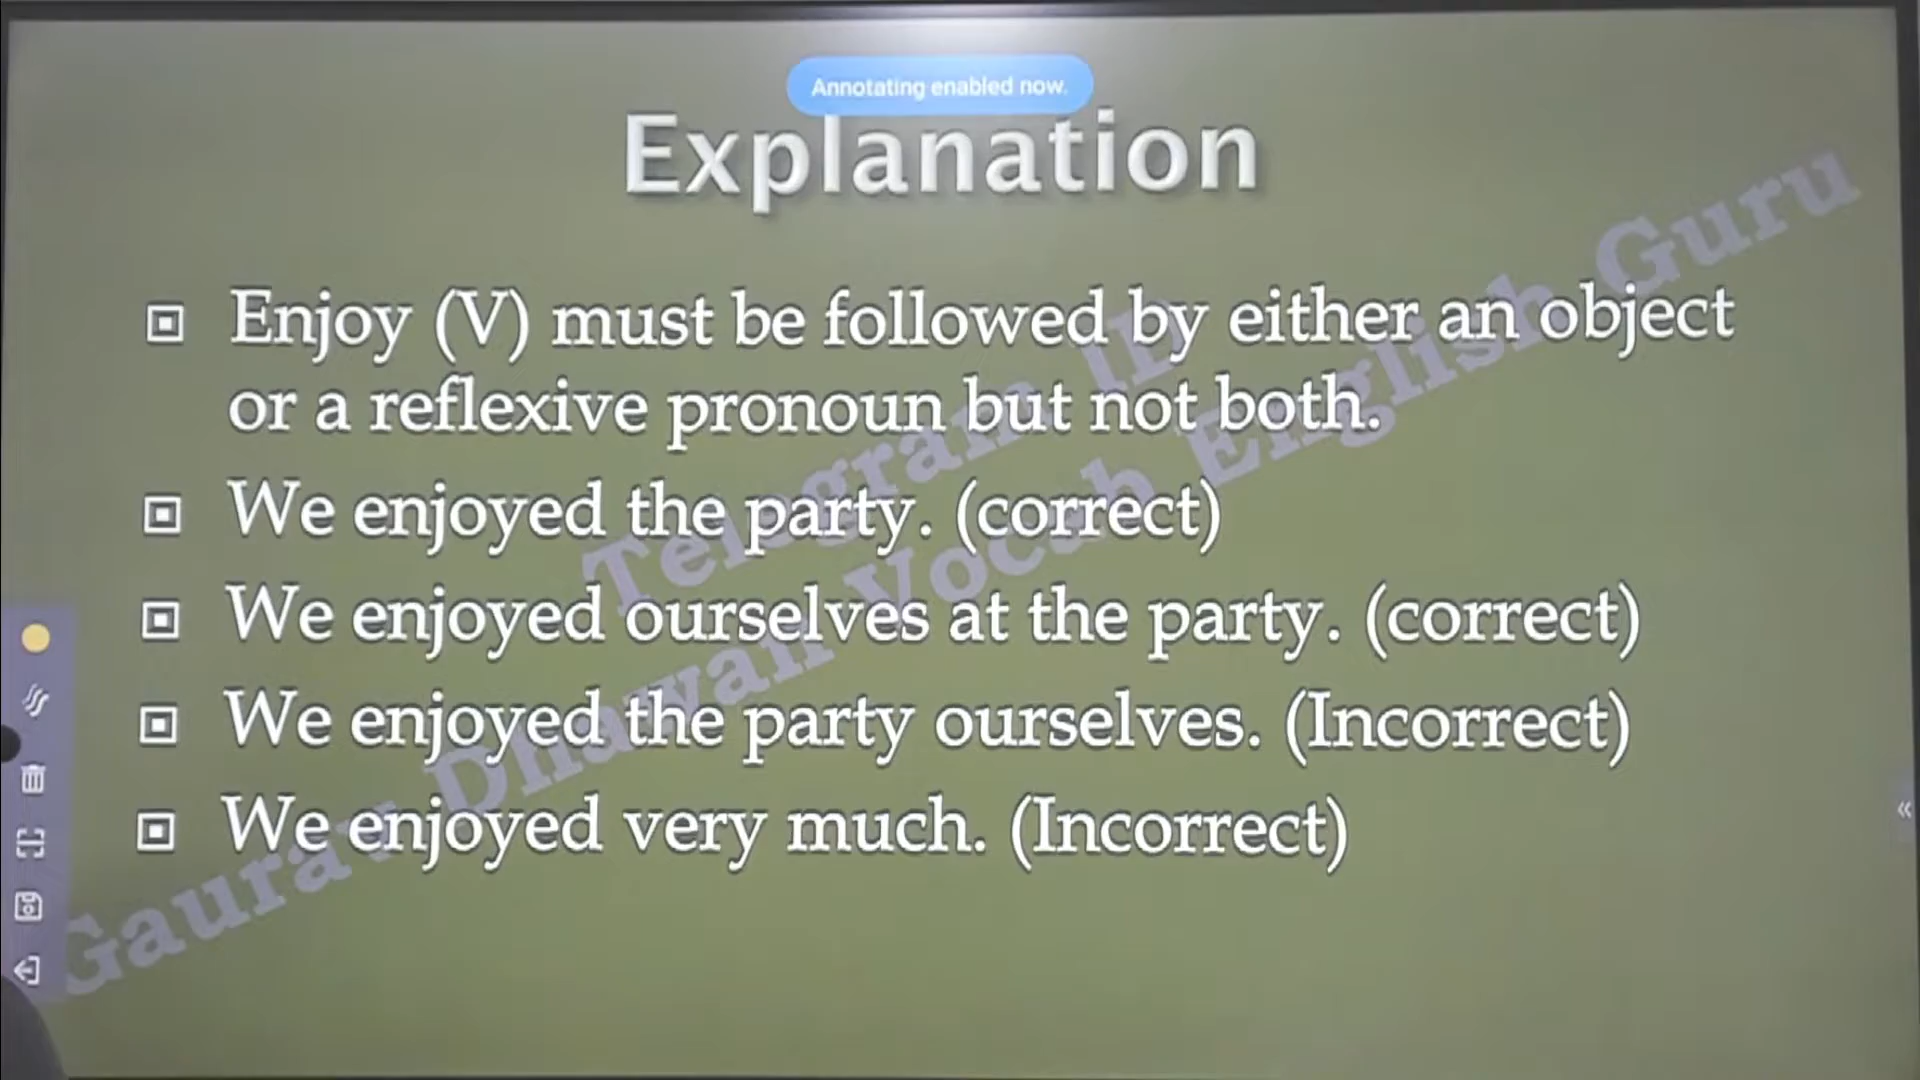 Annotating enabled now.
Explanation
Enjoy (V) must be followed by either an object
or a reflexive pronoun but not both.
We enjoyed the party. (correct)
We enjoyed ourselves at the party. (correct)
We enjoyed the party ourselves. (Incorrect)
We enjoyed very much. (Incorrect)
Telegram ID
Gaurav Dhawan Vocab English Guru